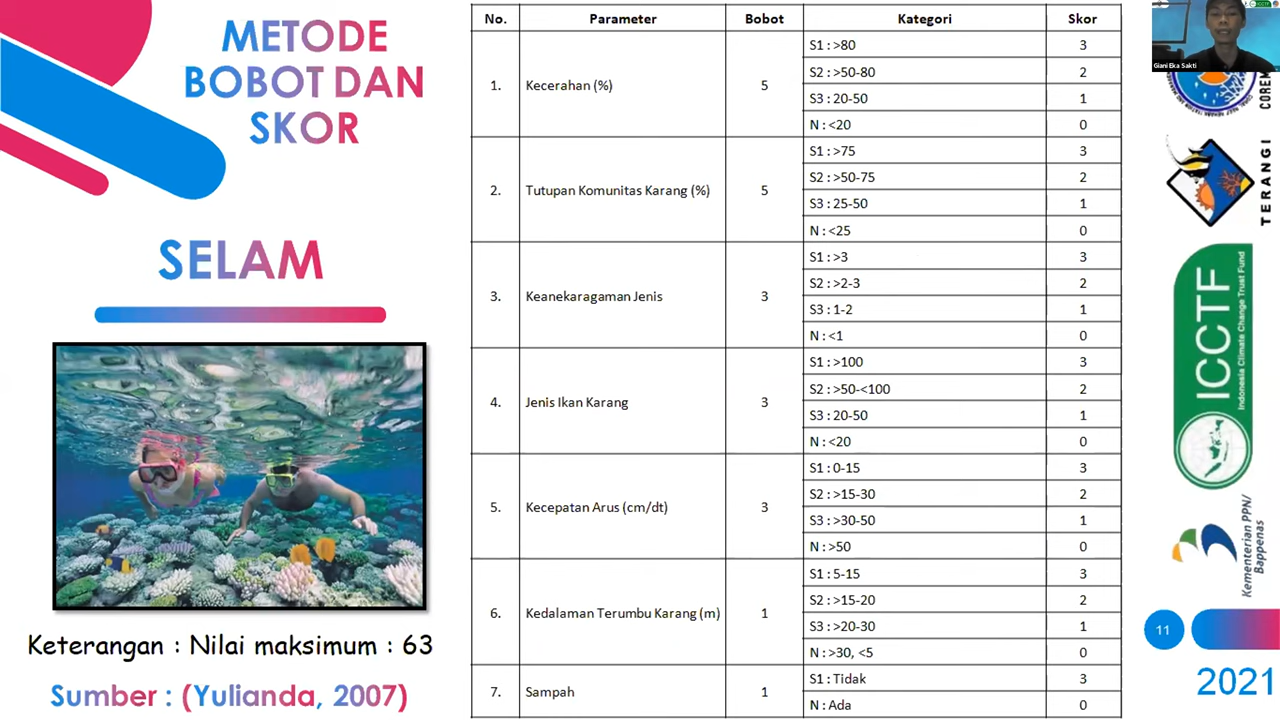 METODE
BOBOT DAN
SKOR
SELAM
Keterangan : Nilai maksimum : 63
Sumber : (Yulianda, 2007)
No. Parameter Bobot Kategori Skor
1. Kecerahan (%) 5 S1 : >80 3
S2 : >50-80 2
S3 : 20-50 1
N : <20 0
2. Tutupan Komunitas Karang (%) 5 S1 : >75 3
S2 : >50-75 2
S3 : 25-50 1
N : <25 0
3. Keanekaragaman Jenis 3 S1 : >3 3
S2 : >2-3 2
S3 : 1-2 1
N : <1 0
4. Jenis Ikan Karang 3 S1 : >100 3
S2 : >50-<100 2
S3 : 20-50 1
N : <20 0
5. Kecepatan Arus (cm/dt) 3 S1 : 0-15 3
S2 : >15-30 2
S3 : >30-50 1
N : >50 0
6. Kedalaman Terumbu Karang (m) 1 S1 : 5-15 3
S2 : >15-20 2
S3 : >20-30 1
N : >30, <5 0
7. Sampah 1 S1 : Tidak 3
N : Ada 0
Giani Eka Sakti
COREM
TERANGI
ICCTF
Indonesia Climate Change Trust Fund
Kementerian PPN/
Bappenas
11
2021